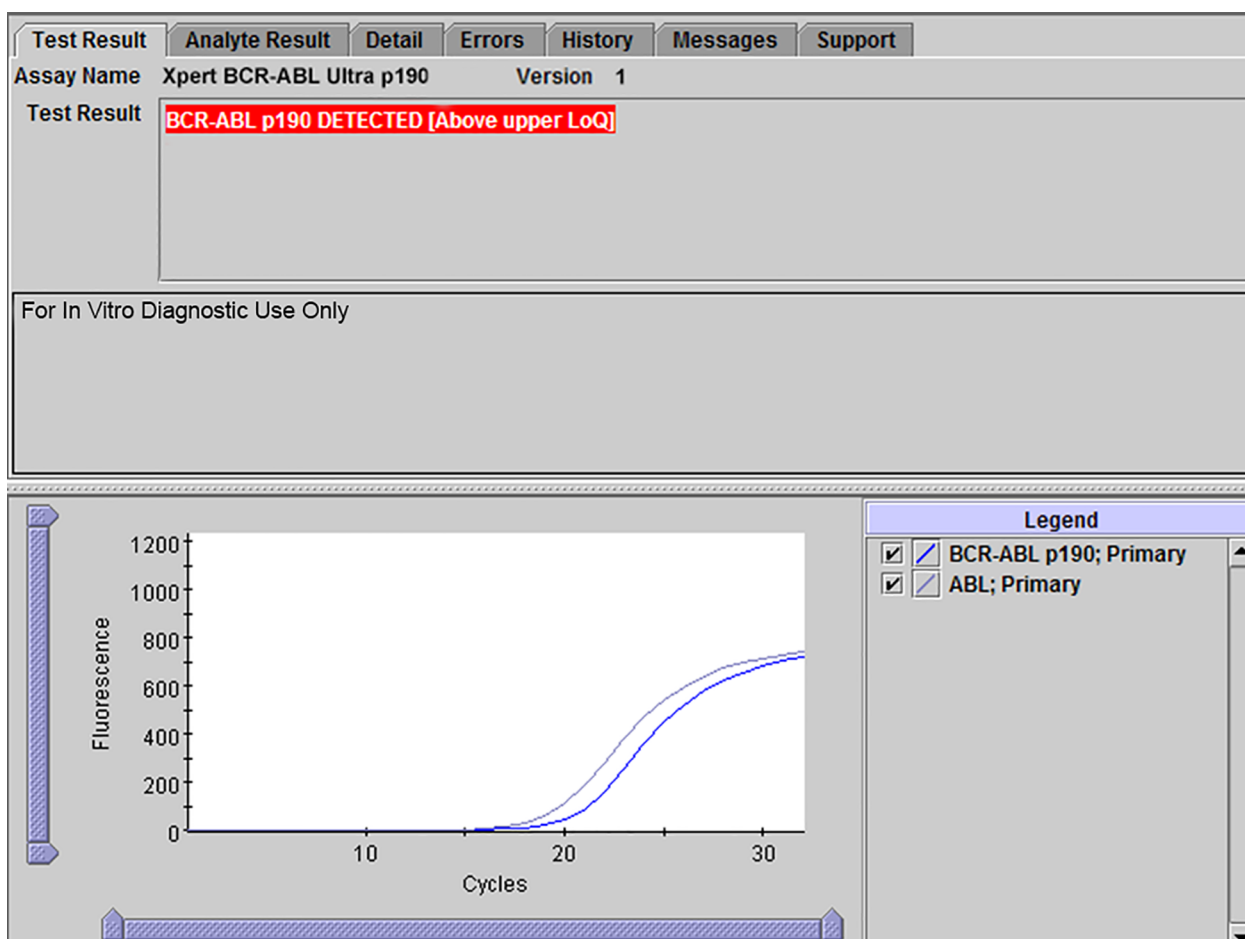 Test Result Analyte Result Detail Errors History Messages Support
Assay Name Xpert BCR-ABL Ultra p190 Version 1
Test Result BCR-ABL p190 DETECTED [Above upper LoQ]
For In Vitro Diagnostic Use Only
1200
1000
800
600
400
200
0
Fluorescence
10 20 30
Cycles
Legend
BCR-ABL p190; Primary
ABL; Primary